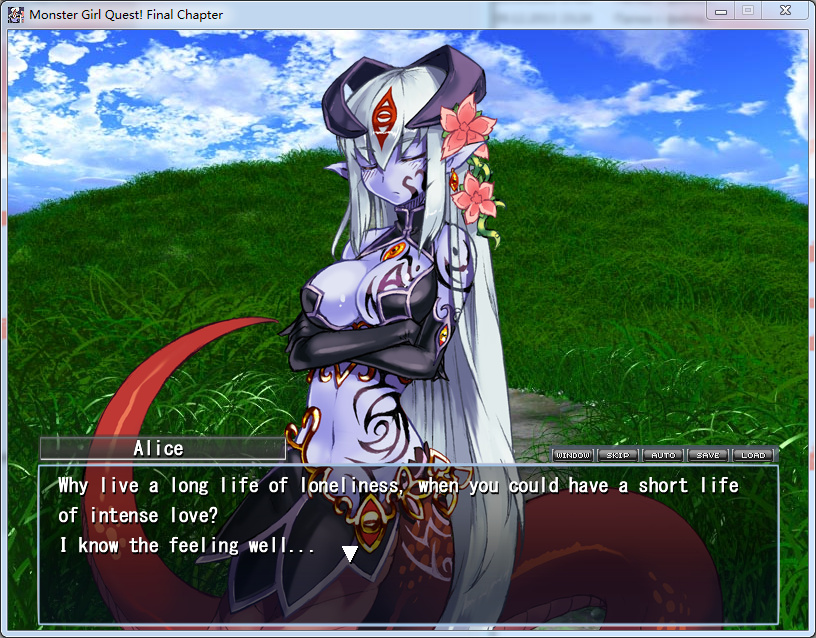 Monster Girl Quest! Final Chapter
Alice
WINDOW SKIP AUTO SAVE LOAD
Why live a long life of loneliness, when you could have a short life
of intense love?
I know the feeling well...